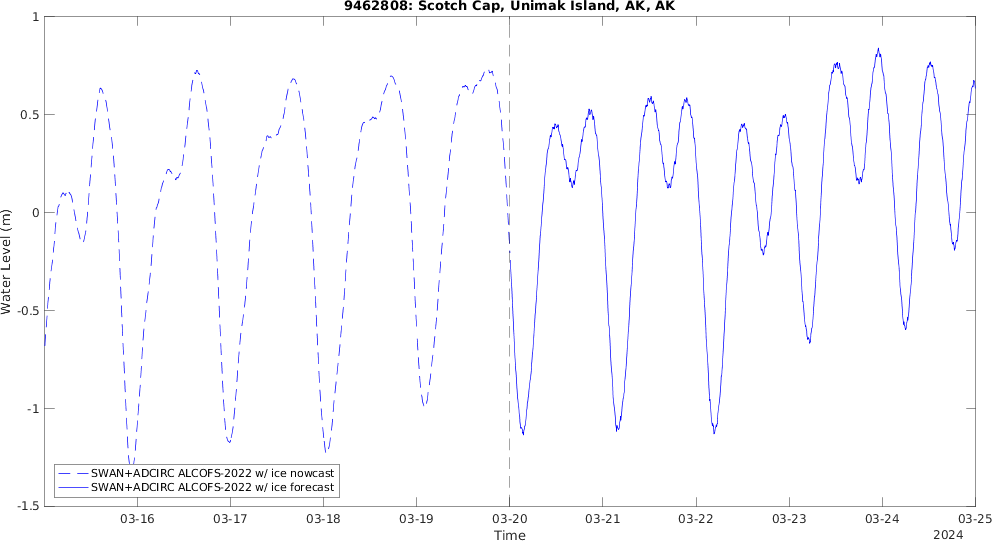 9462808: Scotch Cap, Unimak Island, AK, AK
1
0.5
0
-0.5
-1
-1.5
Water Level (m)
SWAN+ADCIRC ALCOFS-2022 w/ ice nowcast
SWAN+ADCIRC ALCOFS-2022 w/ ice forecast
03-16 03-17 03-18 03-19 03-20 03-21 03-22 03-23 03-24 03-25
Time
2024